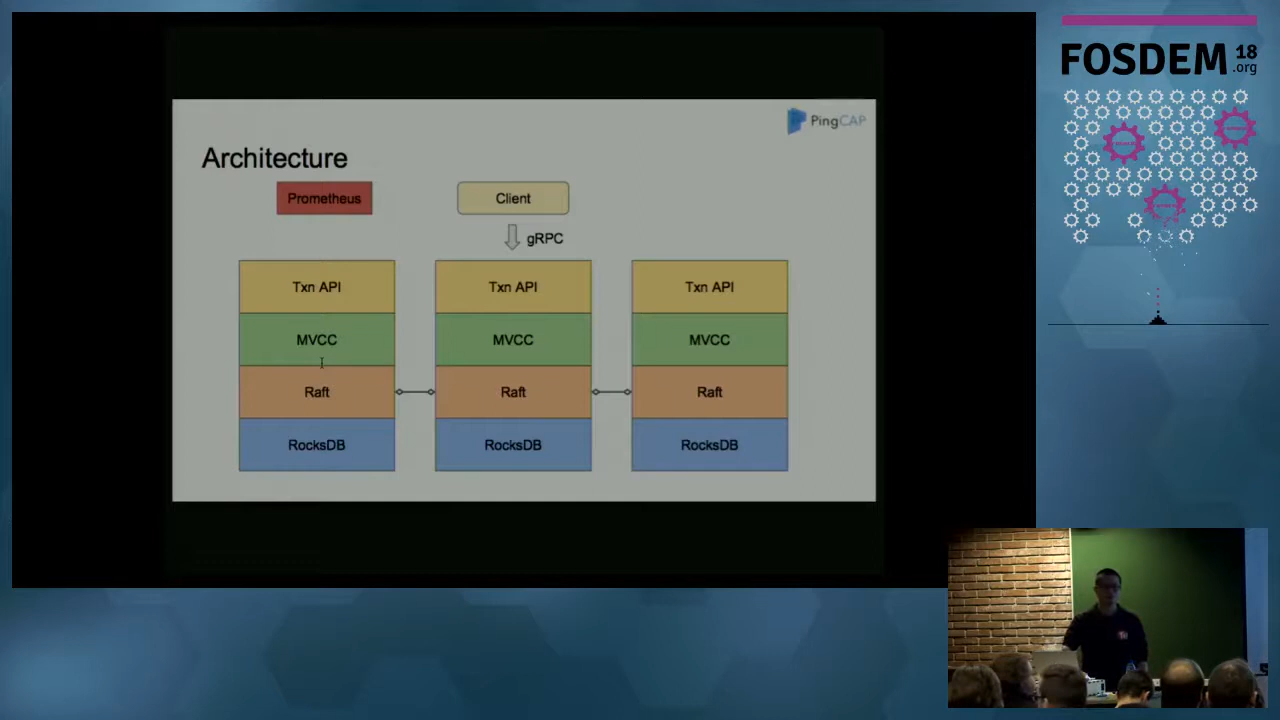 FOSDEM 18
.org
PingCAP
Architecture
Prometheus
Client
gRPC
Txn API
Txn API
Txn API
MVCC
MVCC
MVCC
Raft
Raft
Raft
RocksDB
RocksDB
RocksDB